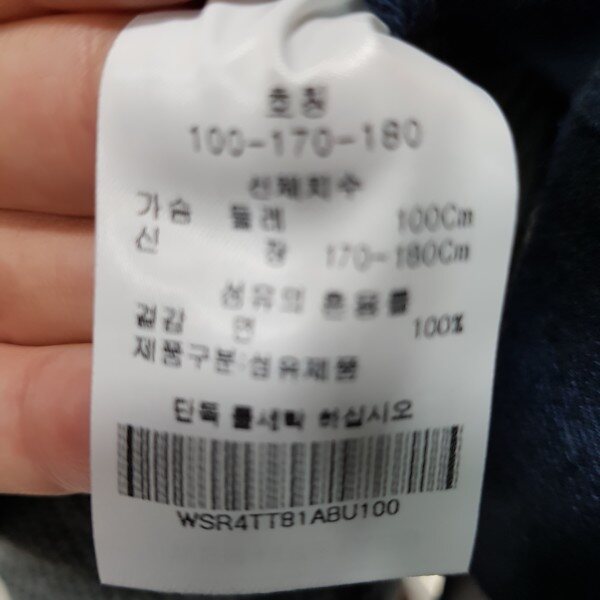 호칭
100-170-180
신체치수
가슴 둘레 100Cm
신 장 170-180Cm
섬유의 혼용률
겉감 면 100%
제품구분:섬유제품
단독 물세탁 하십시오
WSR4TT81ABU100